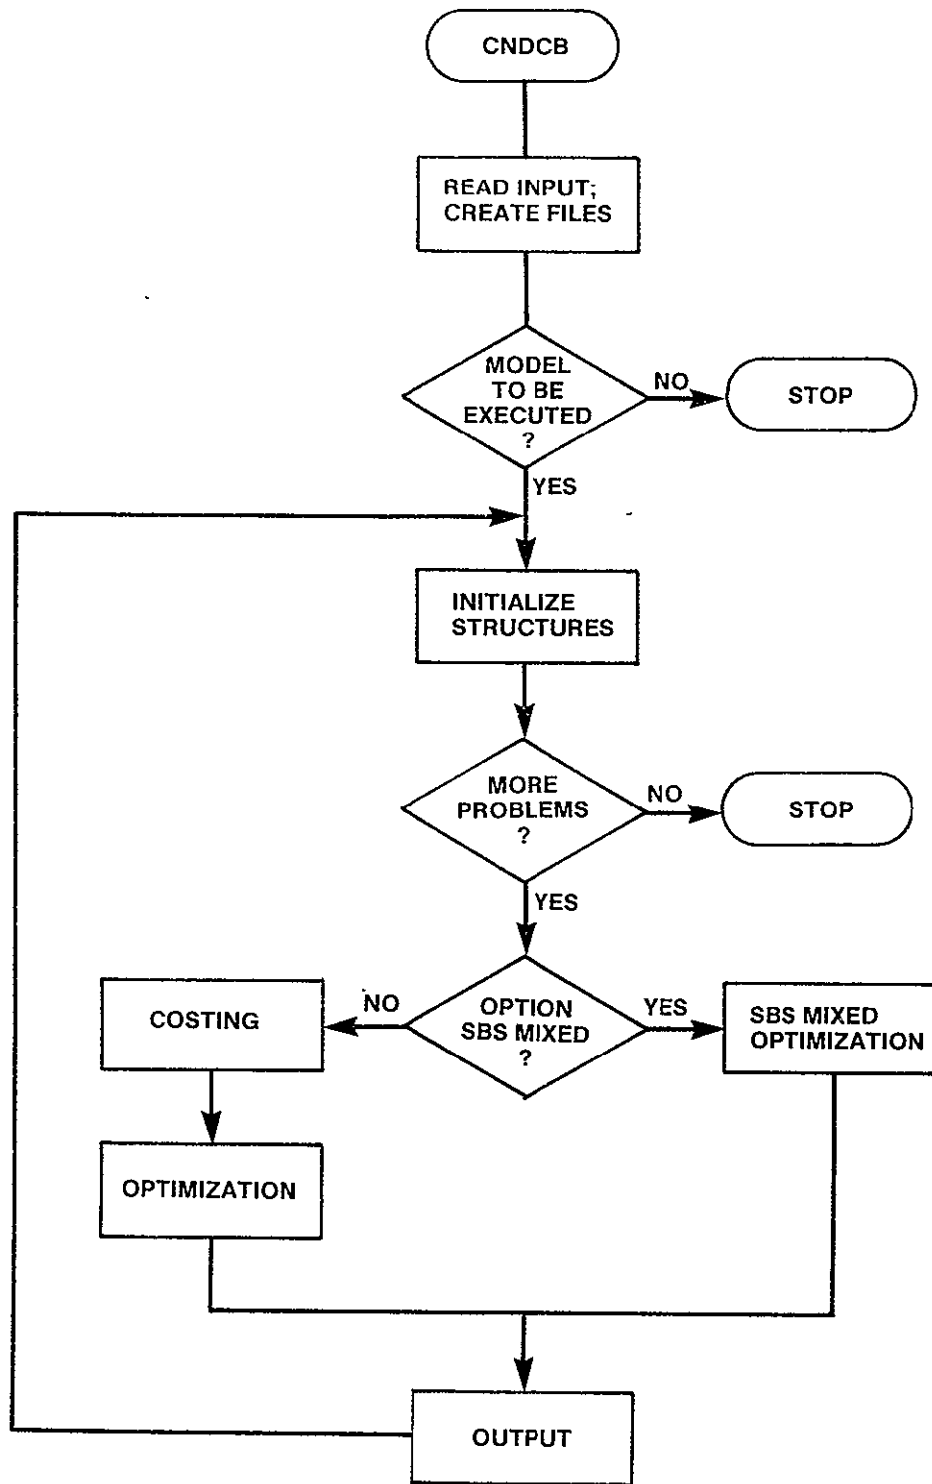 CNDCB
READ INPUT;
CREATE FILES
MODEL
TO BE
EXECUTED
?
NO
STOP
YES
INITIALIZE
STRUCTURES
MORE
PROBLEMS
?
NO
STOP
YES
COSTING
NO
OPTION
SBS MIXED
?
YES
SBS MIXED
OPTIMIZATION
OPTIMIZATION
OUTPUT